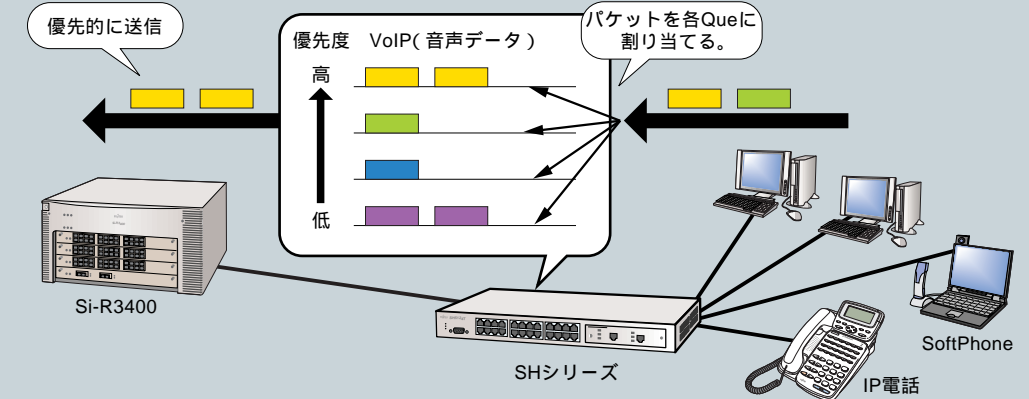 優先的に送信
パケットを各Queに
割り当てる。
優先度 VoIP(音声データ)
高
低
Si-R3400
SHシリーズ
SoftPhone
IP電話